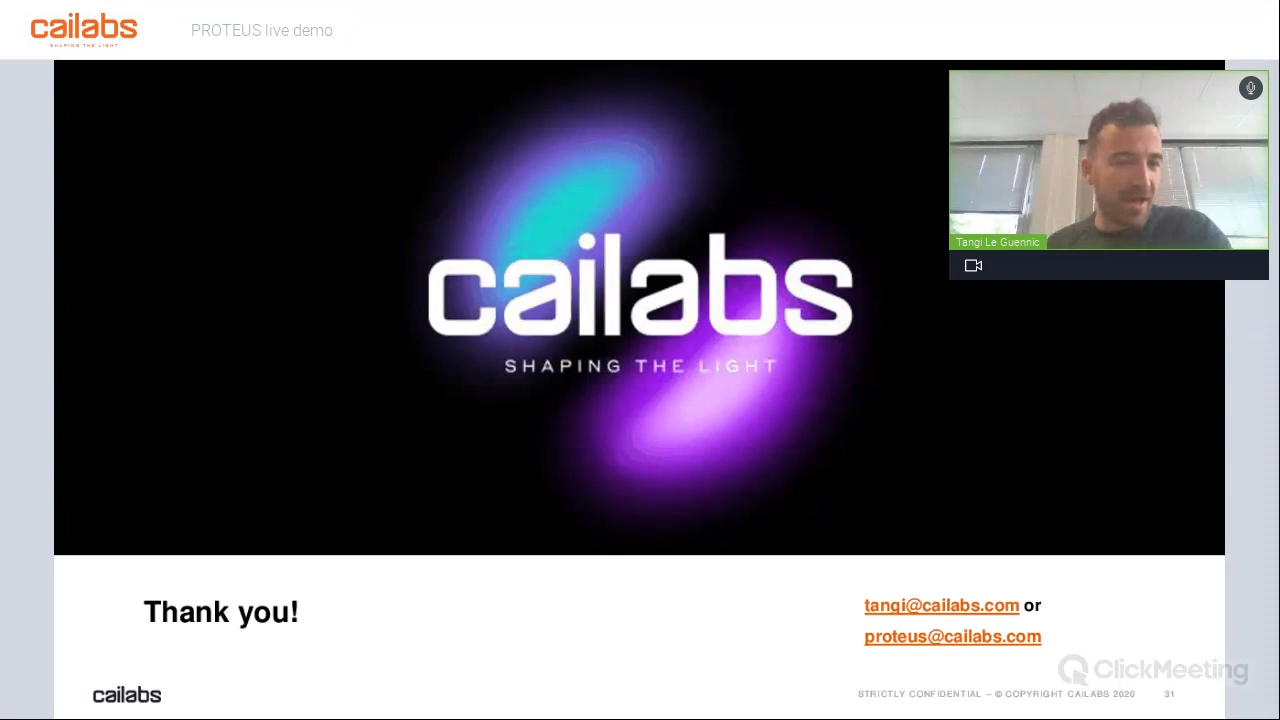 cailabs
SHAPING THE LIGHT
PROTEUS live demo
Tangi Le Guennic
cailabs
SHAPING THE LIGHT
Thank you!
tangi@cailabs.com or
proteus@cailabs.com
ClickMeeting
cailabs
STRICTLY CONFIDENTIAL – © COPYRIGHT CAILABS 2020
31